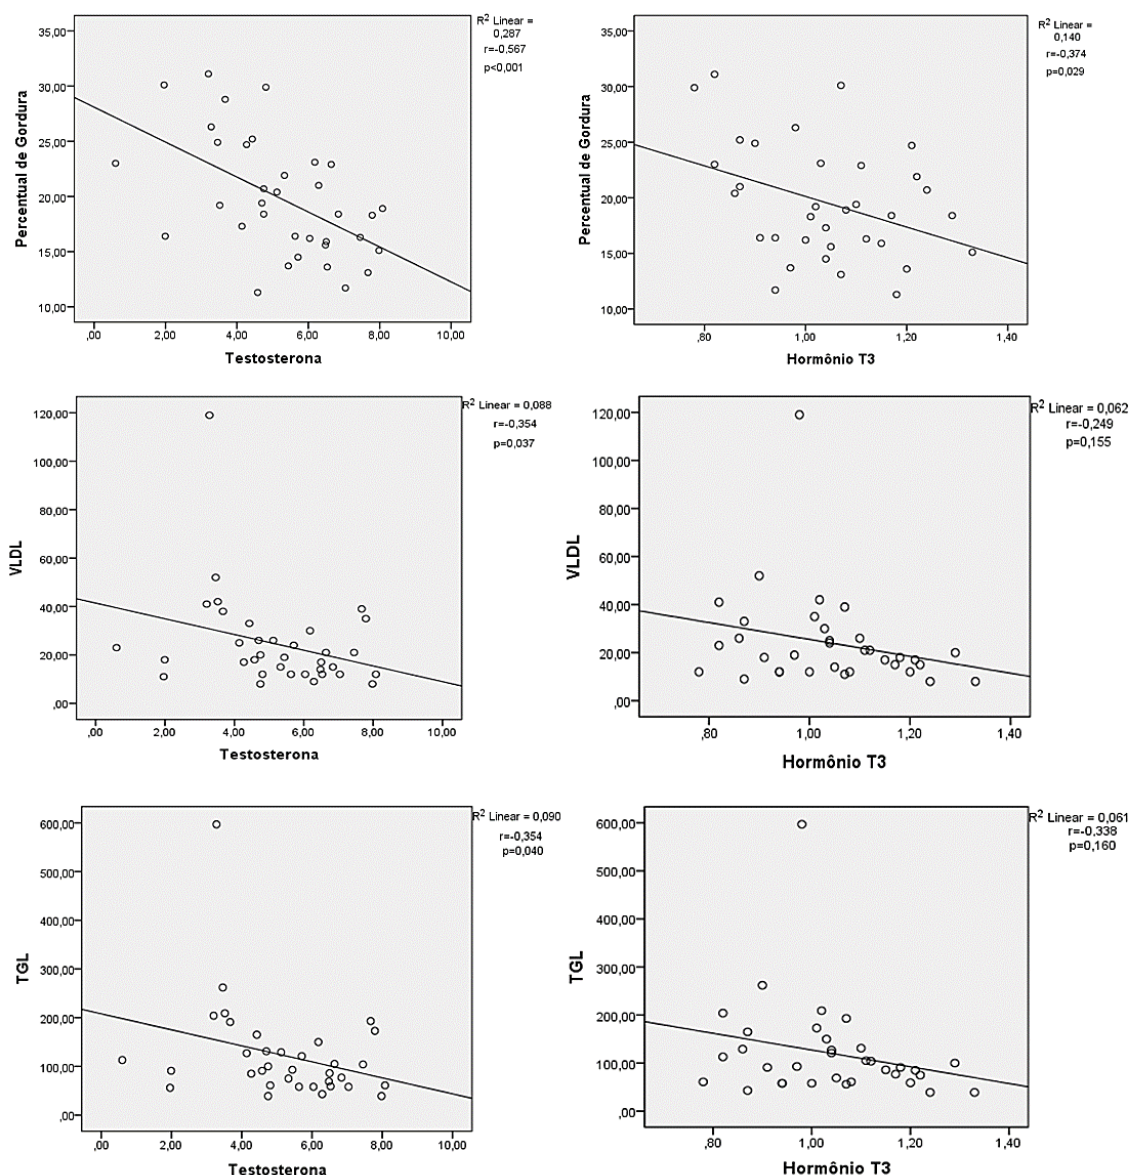 R² Linear =
0,287
r=-0,567
p<0,001
35,00
30,00
25,00
20,00
15,00
10,00
Percentual de Gordura
,00 2,00 4,00 6,00 8,00 10,00
Testosterona
R² Linear =
0,140
r=-0,374
p=0,029
35,00
30,00
25,00
20,00
15,00
10,00
Percentual de Gordura
,80 1,00 1,20 1,40
Hormônio T3
R² Linear = 0,088
r=-0,354
p=0,037
120,00
100,00
80,00
60,00
40,00
20,00
,00
VLDL
,00 2,00 4,00 6,00 8,00 10,00
Testosterona
R² Linear = 0,062
r=-0,249
p=0,155
120,00
100,00
80,00
60,00
40,00
20,00
,00
VLDL
,80 1,00 1,20 1,40
Hormônio T3
R² Linear = 0,090
r=-0,354
p=0,040
600,00
500,00
400,00
300,00
200,00
100,00
,00
TGL
,00 2,00 4,00 6,00 8,00 10,00
Testosterona
R² Linear = 0,061
r=-0,338
p=0,160
600,00
500,00
400,00
300,00
200,00
100,00
,00
TGL
,80 1,00 1,20 1,40
Hormônio T3